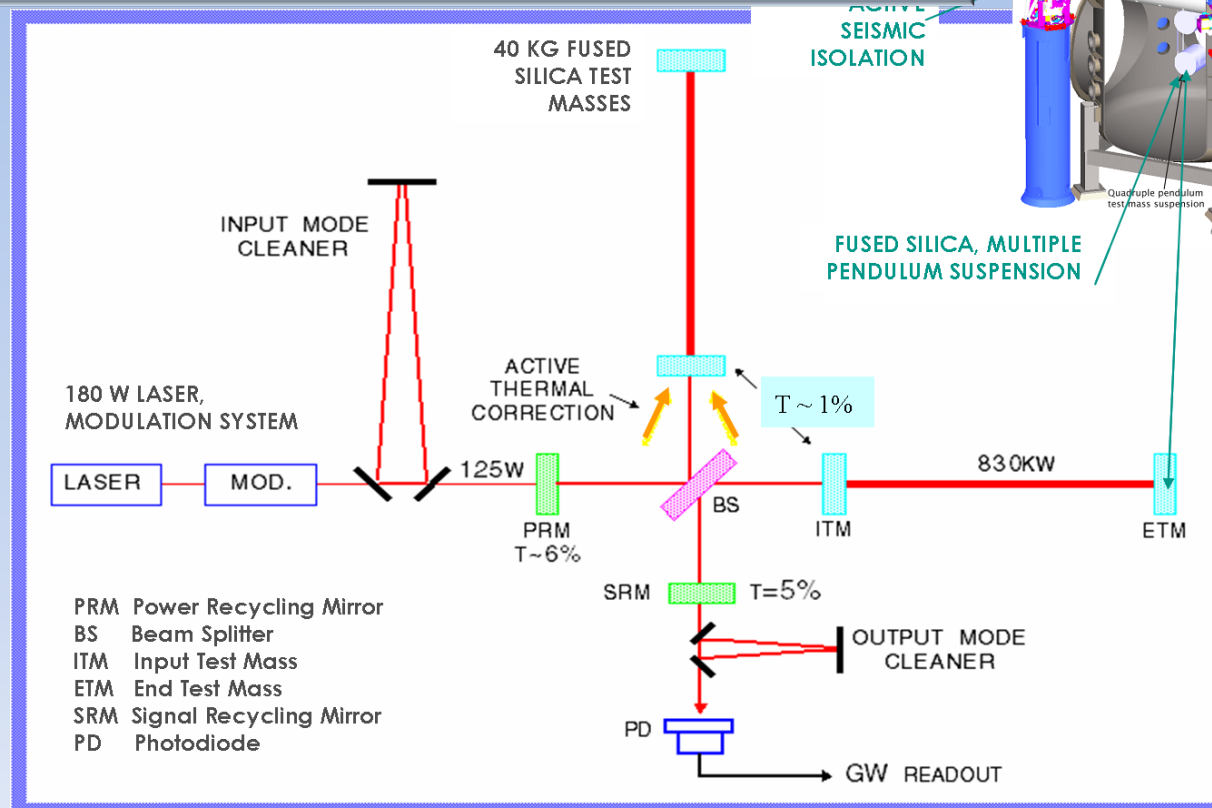 ACTIVE
SEISMIC
ISOLATION
40 KG FUSED
SILICA TEST
MASSES
Quadruple pendulum
test mass suspension
INPUT MODE
CLEANER
FUSED SILICA, MULTIPLE
PENDULUM SUSPENSION
ACTIVE
THERMAL
CORRECTION
T ~ 1%
180 W LASER,
MODULATION SYSTEM
LASER
MOD.
125W
830KW
BS
PRM
T~6%
ITM
ETM
SRM
T=5%
PRM Power Recycling Mirror
BS Beam Splitter
ITM Input Test Mass
ETM End Test Mass
SRM Signal Recycling Mirror
PD Photodiode
OUTPUT MODE
CLEANER
PD
GW READOUT